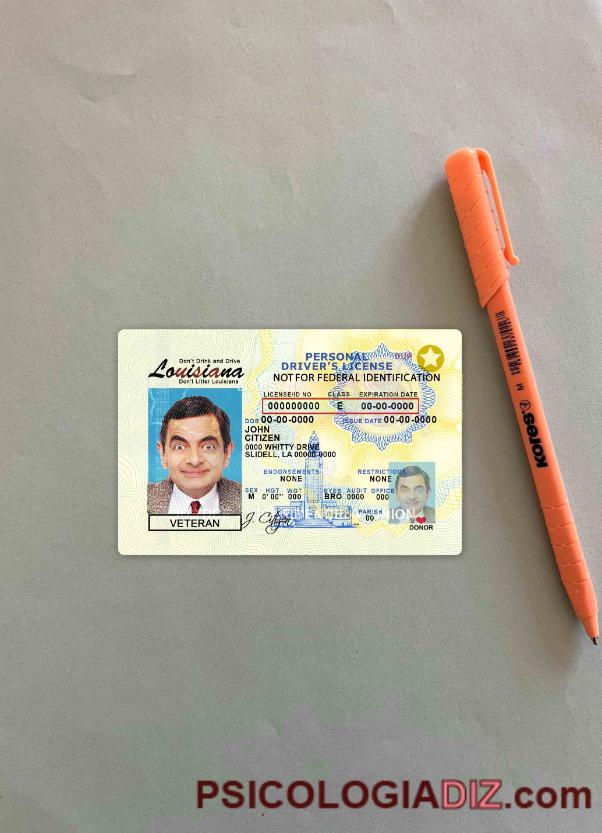 Don't Drink and Drive
Louisiana
Don't Litter Louisiana
PERSONAL
DRIVER'S LICENSE
NOT FOR FEDERAL IDENTIFICATION
LICENSE/ID NO CLASS EXPIRATION DATE
000000000 E 00-00-0000
DOB 00-00-0000 ISSUE DATE 00-00-0000
JOHN
CITIZEN
0000 WHITTY DRIVE
SLIDELL, LA 00000-0000
ENDORSEMENTS RESTRICTIONS
NONE NONE
SEX HGT WGT EYES AUDIT OFFICE
M 0' 00" 000 BRO 0000 000
PARISH
00
VETERAN
J. Citizen
DONOR
kores
M
PSICOLOGIADIZ.com